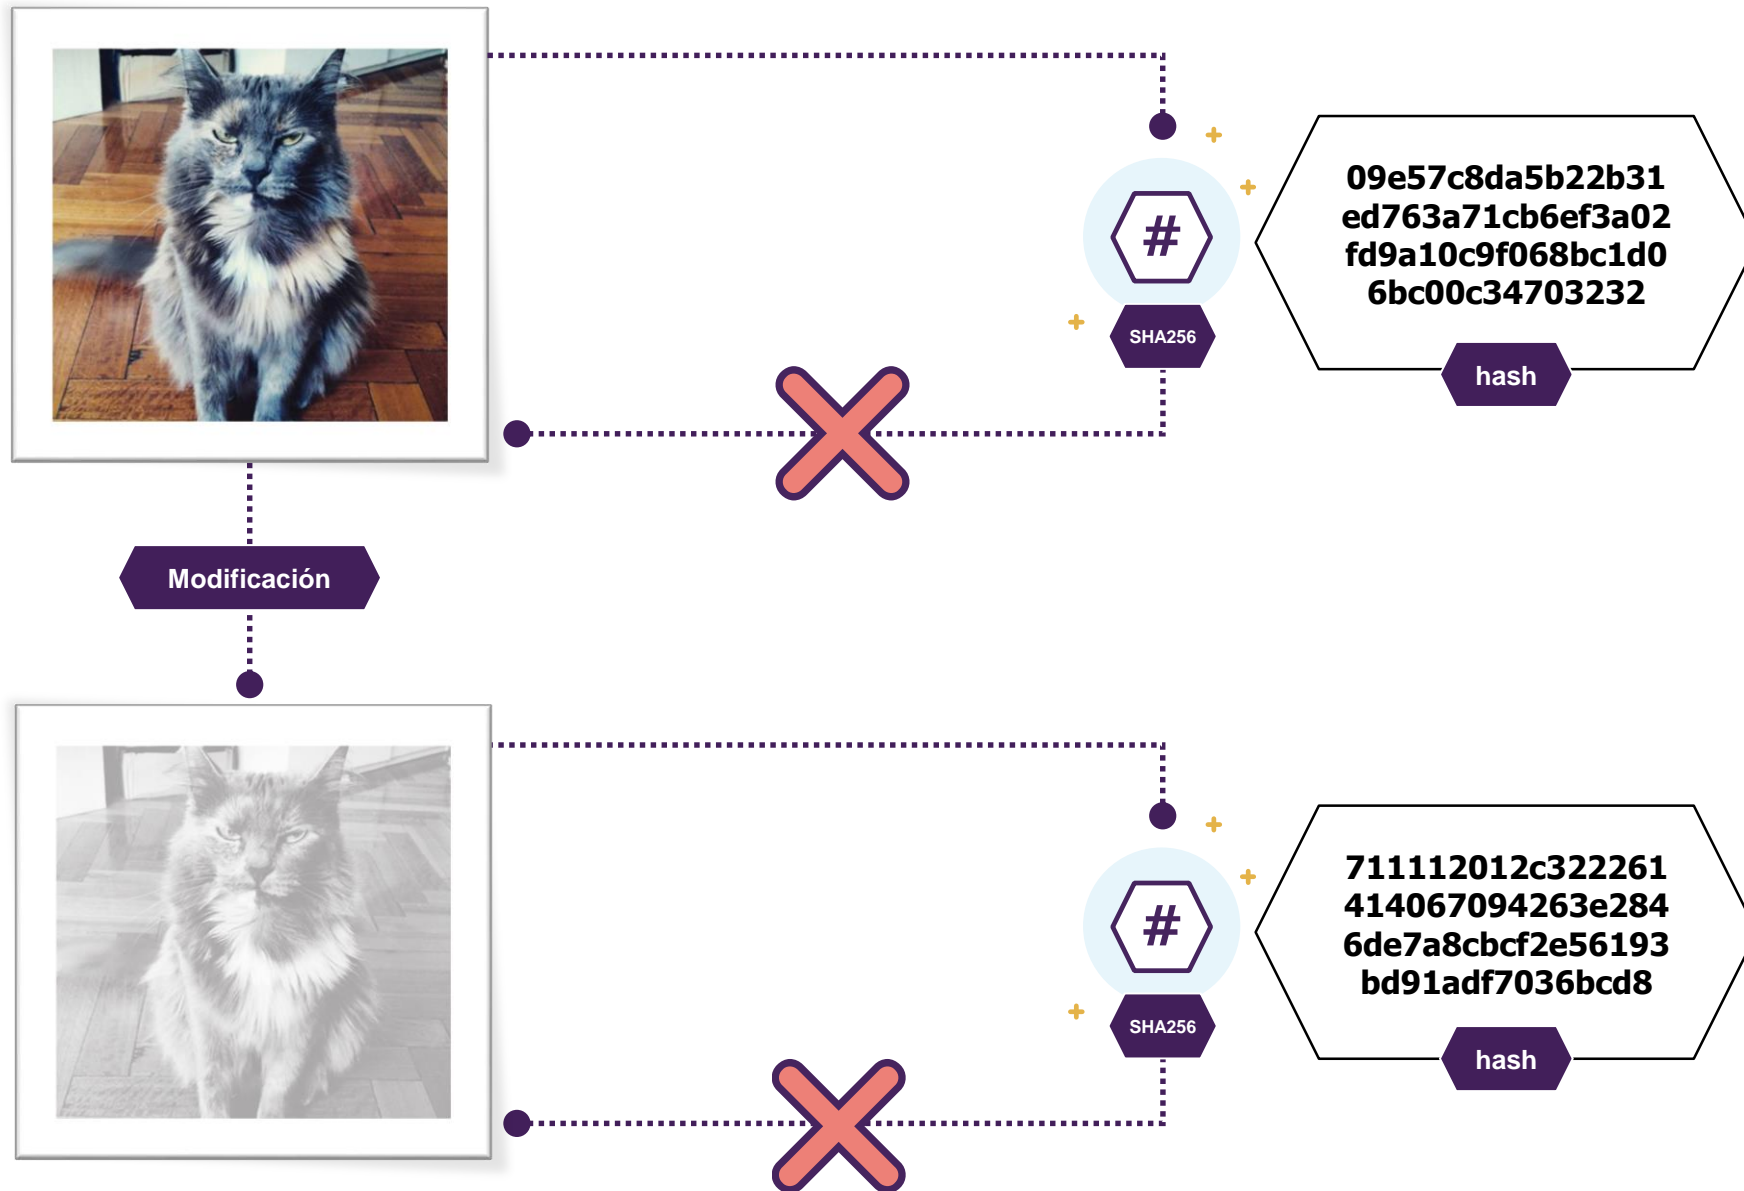 #
SHA256
09e57c8da5b22b31
ed763a71cb6ef3a02
fd9a10c9f068bc1d0
6bc00c34703232
hash
Modificación
#
SHA256
711112012c322261
414067094263e284
6de7a8cbcf2e56193
bd91adf7036bcd8
hash